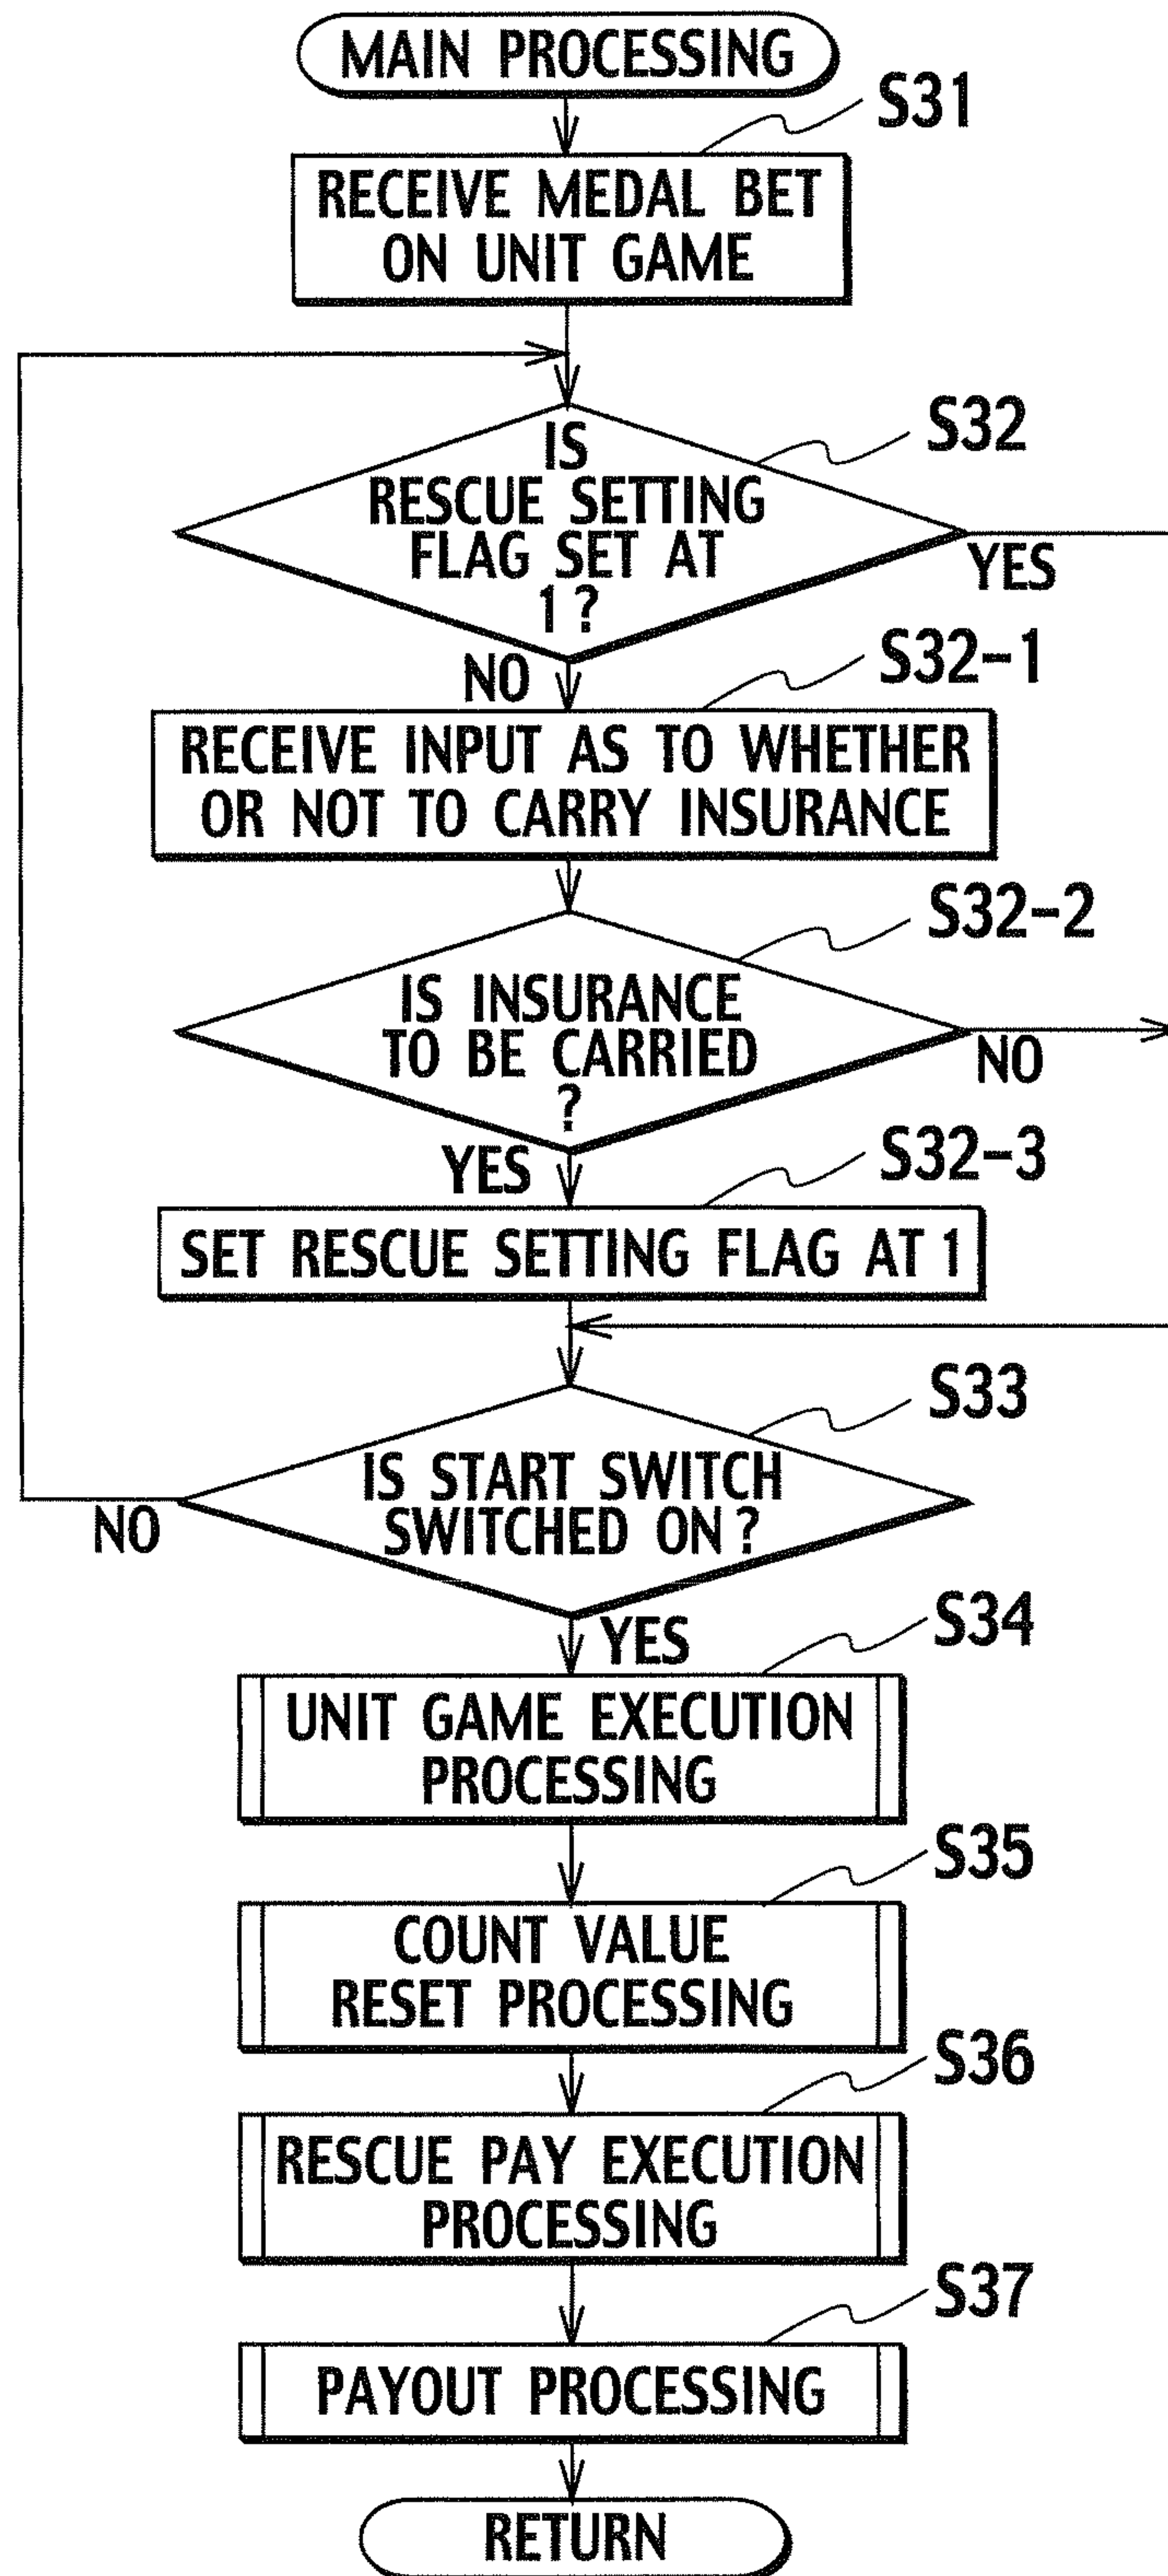 MAIN PROCESSING
S31
RECEIVE MEDAL BET
ON UNIT GAME
S32
IS
RESCUE SETTING
FLAG SET AT
1?
YES
NO
S32-1
RECEIVE INPUT AS TO WHETHER
OR NOT TO CARRY INSURANCE
S32-2
IS INSURANCE
TO BE CARRIED
?
NO
YES
S32-3
SET RESCUE SETTING FLAG AT 1
S33
IS START SWITCH
SWITCHED ON?
NO
YES
S34
UNIT GAME EXECUTION
PROCESSING
S35
COUNT VALUE
RESET PROCESSING
S36
RESCUE PAY EXECUTION
PROCESSING
S37
PAYOUT PROCESSING
RETURN